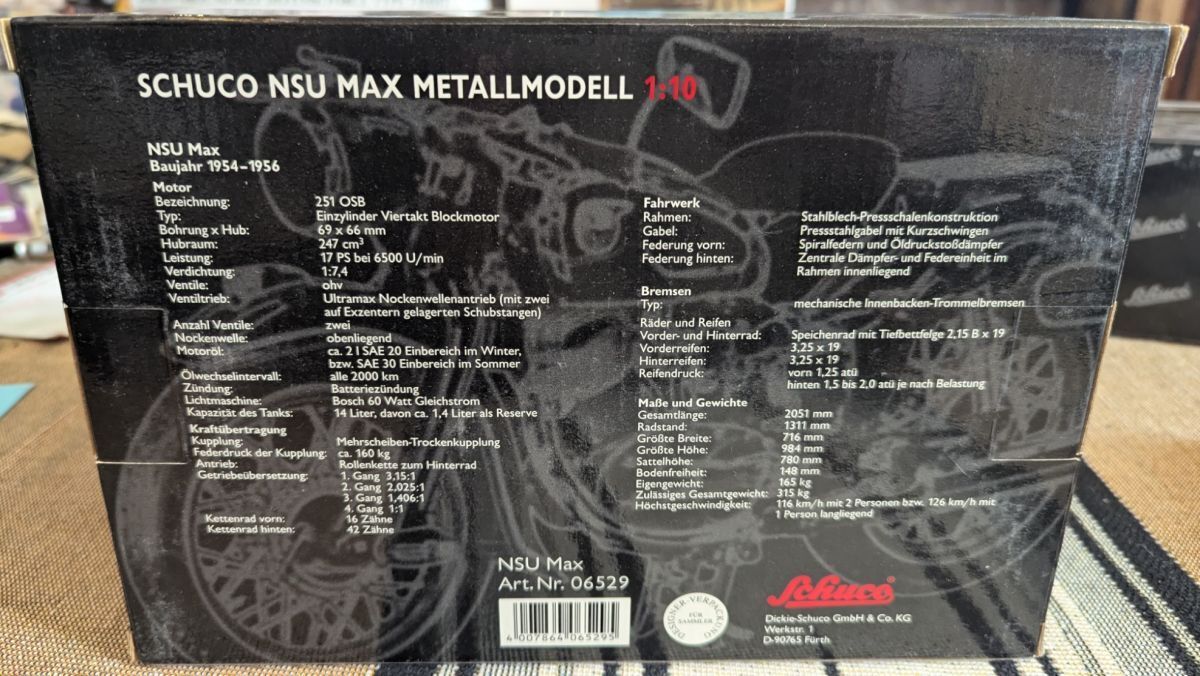 SCHUCO NSU MAX METALLMODELL 1:10
NSU Max
Baujahr 1954–1956
Motor
Bezeichnung: 251 OSB
Typ: Einzylinder Viertakt Blockmotor
Bohrung x Hub: 69 x 66 mm
Hubraum: 247 cm³
Leistung: 17 PS bei 6500 U/min
Verdichtung: 1:7,4
Ventile: ohv
Ventiltrieb: Ultramax Nockenwellenantrieb (mit zwei
auf Exzentern gelagerten Schubstangen)
Anzahl Ventile: zwei
Nockenwelle: obenliegend
Motoröl: ca. 2 l SAE 20 Einbereich im Winter,
bzw. SAE 30 Einbereich im Sommer
Ölwechselintervall: alle 2000 km
Zündung: Batteriezündung
Lichtmaschine: Bosch 60 Watt Gleichstrom
Kapazität des Tanks: 14 Liter, davon ca. 1,4 Liter als Reserve
Kraftübertragung
Kupplung: Mehrscheiben-Trockenkupplung
Federdruck der Kupplung: ca. 160 kg
Antrieb: Rollenkette zum Hinterrad
Getriebeübersetzung: 1. Gang 3,15:1
2. Gang 2,025:1
3. Gang 1,406:1
4. Gang 1:1
Kettenrad vorn: 16 Zähne
Kettenrad hinten: 42 Zähne
Fahrwerk
Rahmen: Stahlblech-Pressschalenkonstruktion
Gabel: Pressstahlgabel mit Kurzschwingen
Federung vorn: Spiralfedern und Öldruckstoßdämpfer
Federung hinten: Zentrale Dämpfer- und Federeinheit im
Rahmen innenliegend
Bremsen
Typ: mechanische Innenbacken-Trommelbremsen
Räder und Reifen
Vorder- und Hinterrad: Speichenrad mit Tiefbettfelge 2,15 B x 19
Vorderreifen: 3,25 x 19
Hinterreifen: 3,25 x 19
Reifendruck: vorn 1,25 atü
hinten 1,5 bis 2,0 atü je nach Belastung
Maße und Gewichte
Gesamtlänge: 2051 mm
Radstand: 1311 mm
Größte Breite: 716 mm
Größte Höhe: 984 mm
Sattelhöhe: 780 mm
Bodenfreiheit: 148 mm
Eigengewicht: 165 kg
Zulässiges Gesamtgewicht: 315 kg
Höchstgeschwindigkeit: 116 km/h mit 2 Personen bzw. 126 km/h mit
1 Person langliegend
NSU Max
Art.Nr. 06529
4 007864 065295
DESIGNER-VERPACKUNG
FÜR
SAMMLER
Schuco®
Dickie-Schuco GmbH & Co. KG
Werkstr. 1
D-90765 Fürth
Schuco
Schuco